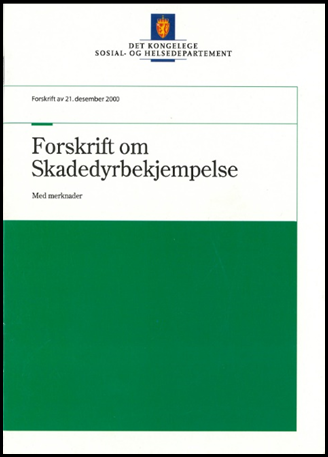 DET KONGELEGE
SOSIAL- OG HELSEDEPARTEMENT
Forskrift av 21. desember 2000
Forskrift om
Skadedyrbekjempelse
Med merknader